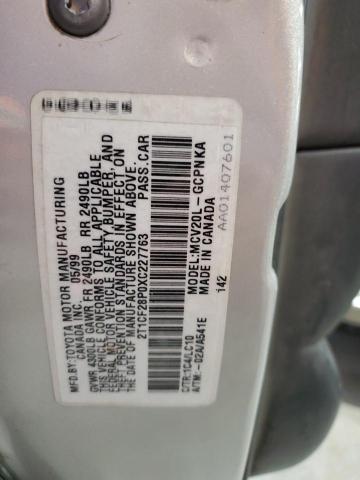 MFD.BY:TOYOTA MOTOR MANUFACTURING
CANADA INC. 05/99
GVWR 4300LB GAWR FR 2490LB RR 2490LB
THIS VEHICLE CONFORMS TO ALL APPLICABLE
FEDERAL MOTOR VEHICLE SAFETY, BUMPER, AND
THEFT PREVENTION STANDARDS IN EFFECT ON
THE DATE OF MANUFACTURE SHOWN ABOVE.
2T1CF28P0XC227763 PASS.CAR
C/TR:1C4/LC10 MODEL:MCV20L-GCPNKA
A/TM:-02A/A541E MADE IN CANADA
142 AA01407601